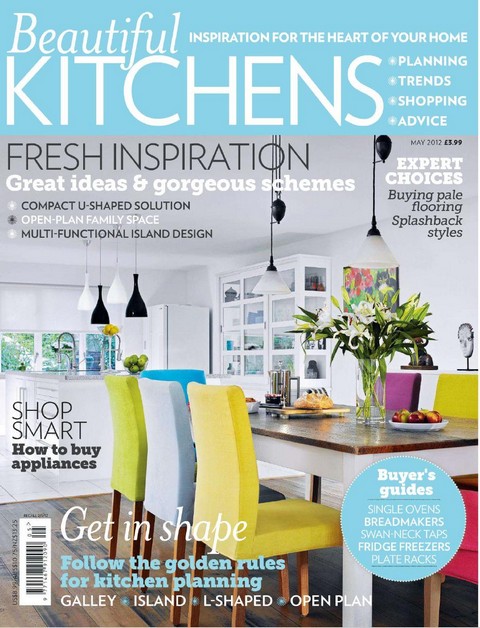 Beautiful
INSPIRATION FOR THE HEART OF YOUR HOME
KITCHENS
PLANNING
TRENDS
SHOPPING
ADVICE
MAY 2012 £3.99
FRESH INSPIRATION
Great ideas & gorgeous schemes
COMPACT U-SHAPED SOLUTION
OPEN-PLAN FAMILY SPACE
MULTI-FUNCTIONAL ISLAND DESIGN
EXPERT
CHOICES
Buying pale
flooring
Splashback
styles
SHOP
SMART
How to buy
appliances
Buyer's
guides
SINGLE OVENS
BREADMAKERS
SWAN-NECK TAPS
FRIDGE FREEZERS
PLATE RACKS
Get in shape
Follow the golden rules
for kitchen planning
GALLEY ISLAND L-SHAPED OPEN PLAN